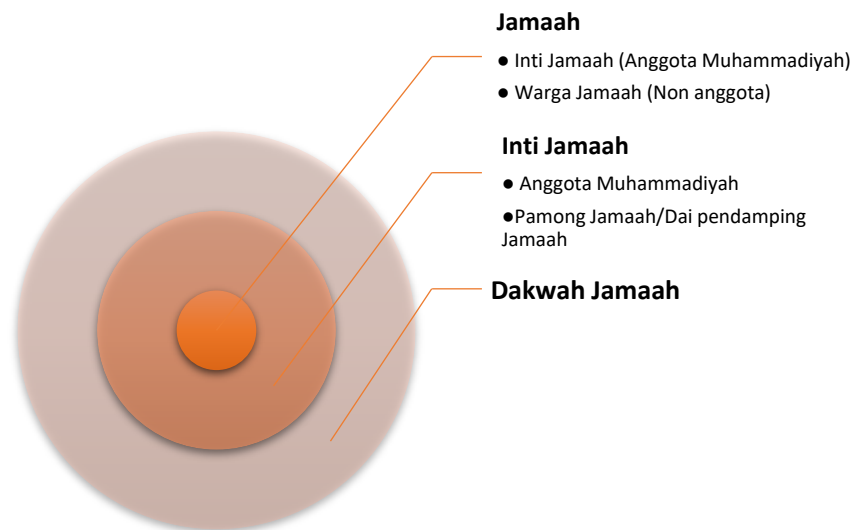 Jamaah
● Inti Jamaah (Anggota Muhammadiyah)
● Warga Jamaah (Non anggota)
Inti Jamaah
● Anggota Muhammadiyah
●Pamong Jamaah/Dai pendamping
Jamaah
Dakwah Jamaah